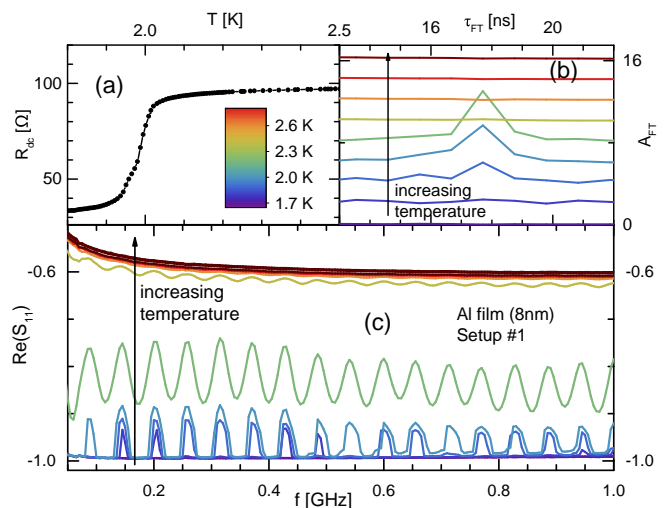 T [K]
τFT [ns]
2.0
2.5
16
18
20
(a)
(b)
100
50
Rdc [Ω]
2.6 K
2.3 K
2.0 K
1.7 K
increasing
temperature
16
0
AFT
-0.6
-0.6
increasing
temperature
(c)
Al film (8nm)
Setup #1
Re(S11)
-1.0
-1.0
0.2
0.4
0.6
0.8
1.0
f [GHz]